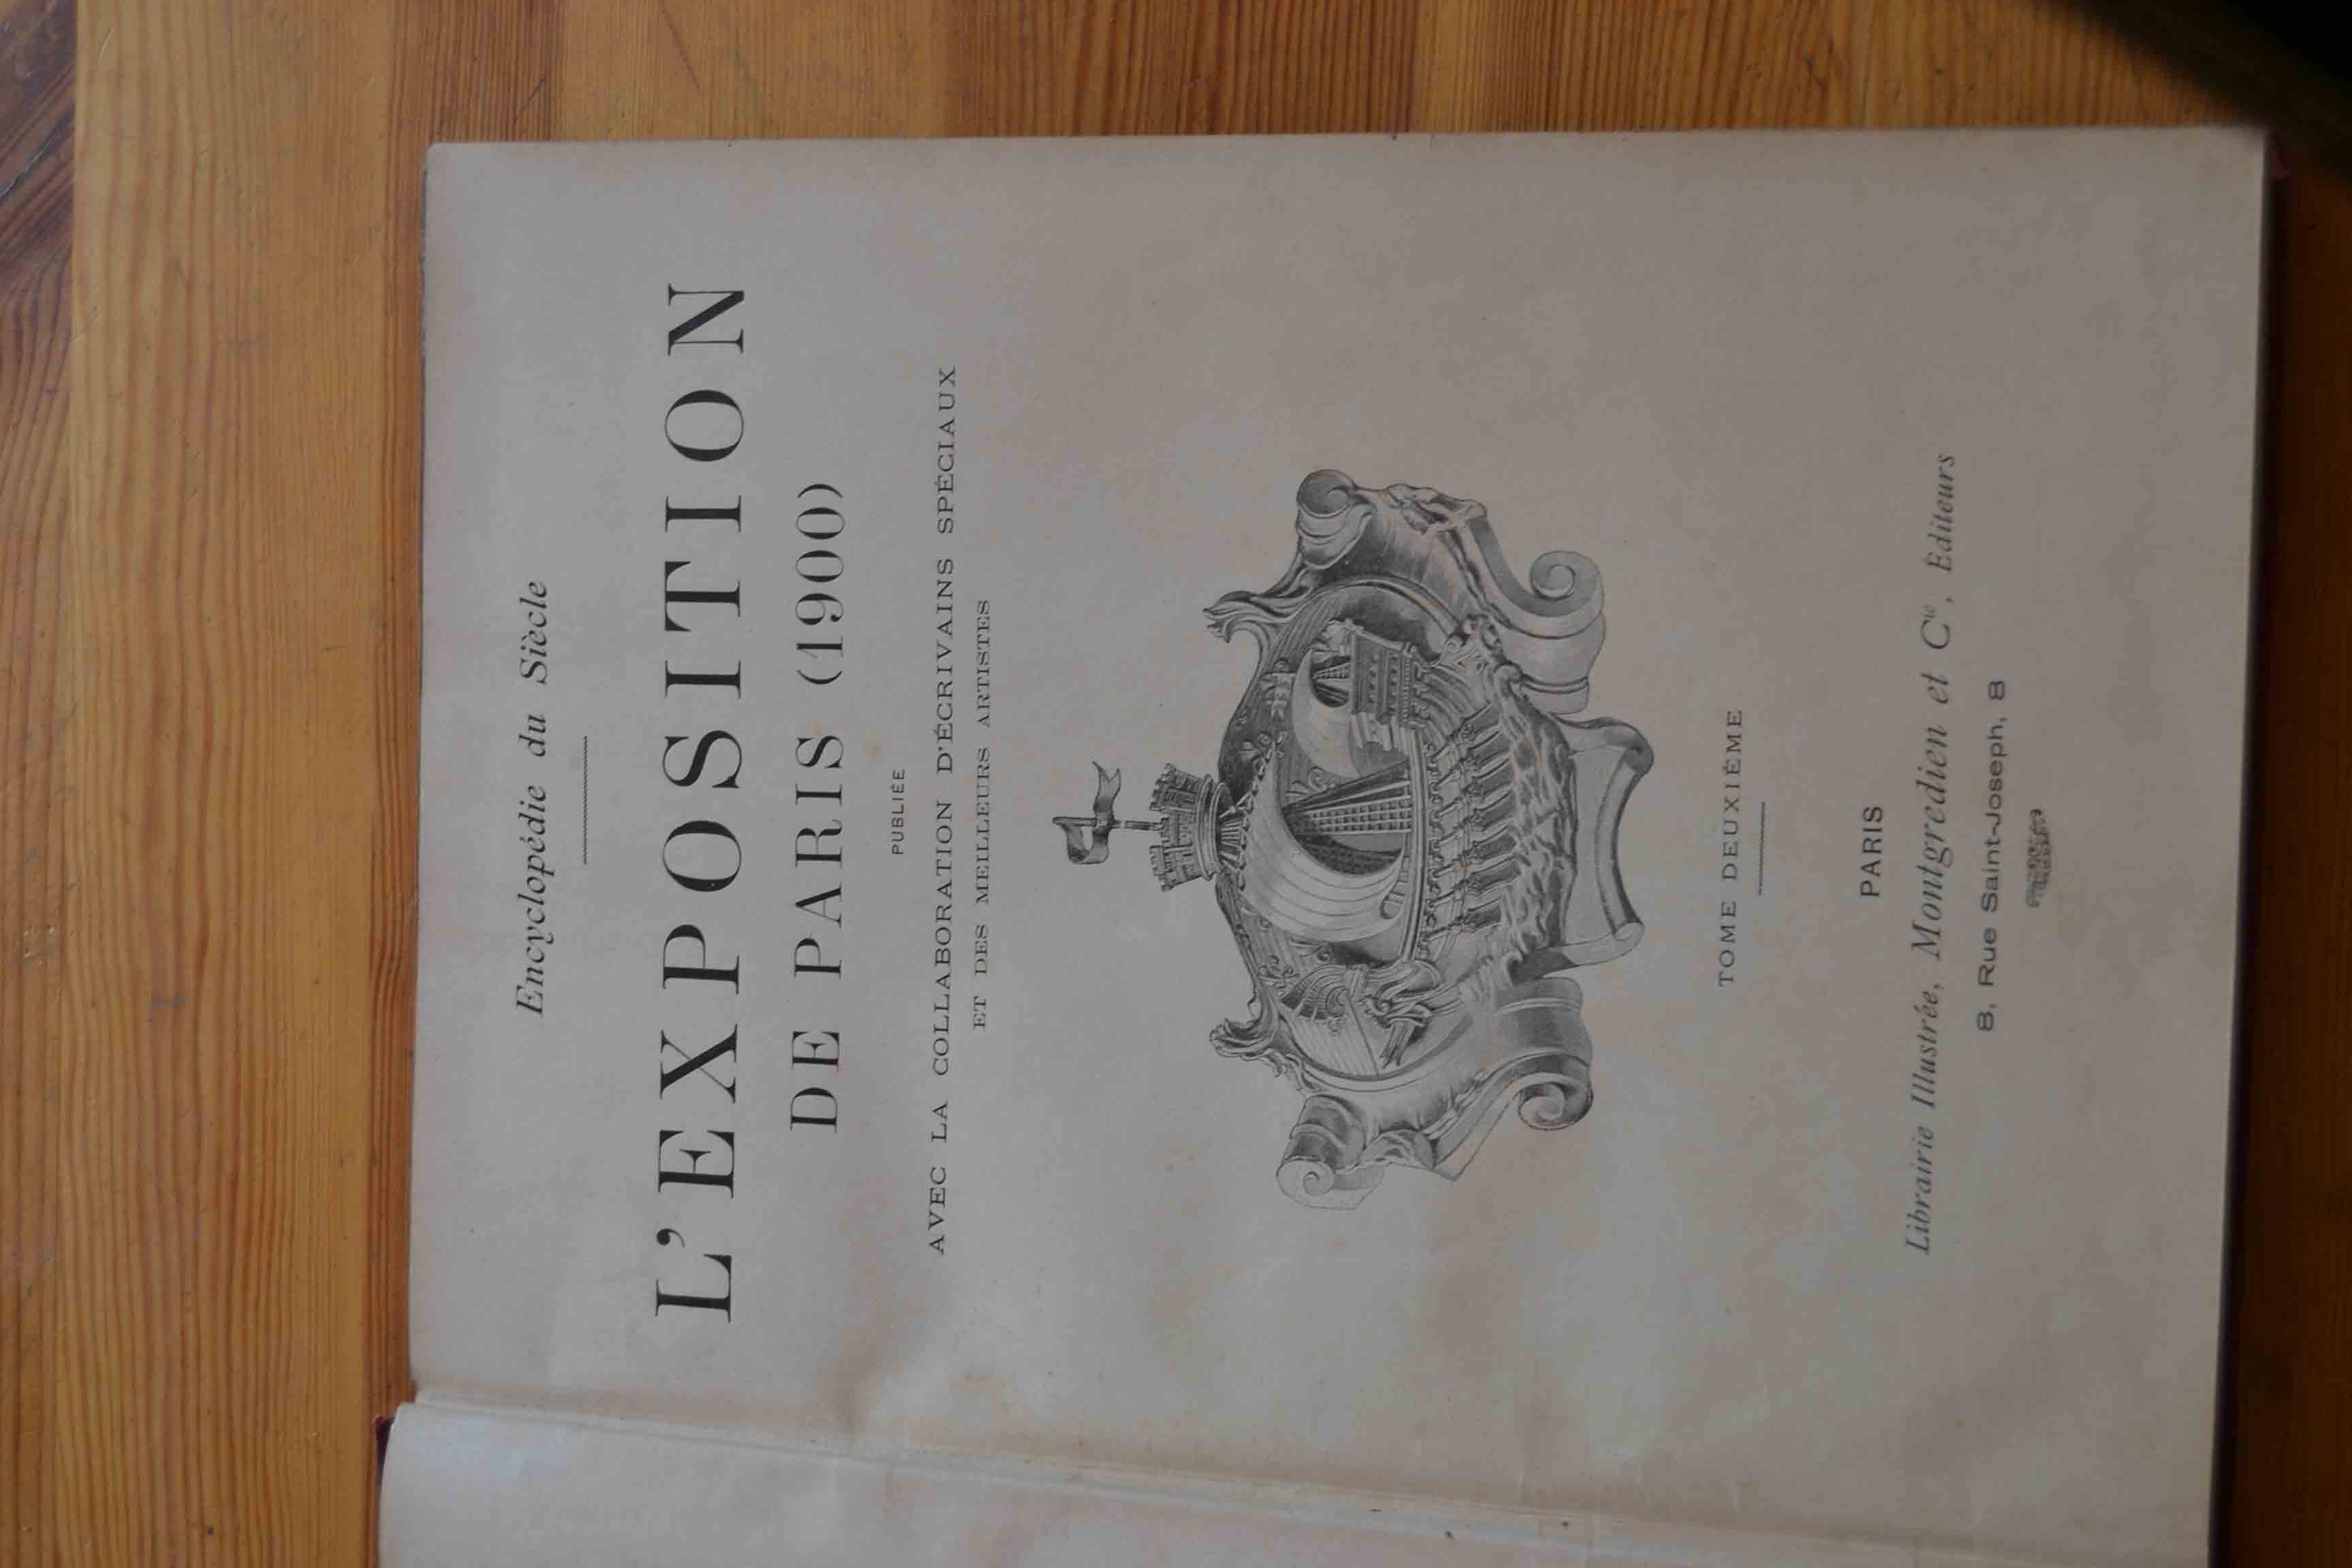 Encyclopédie du Siècle
L'EXPOSITION
DE PARIS (1900)
PUBLIÉE
AVEC LA COLLABORATION D'ÉCRIVAINS SPÉCIAUX
ET DES MEILLEURS ARTISTES
TOME DEUXIÈME
PARIS
Librairie Illustrée, Montgredien et Cie, Editeurs
8, Rue Saint-Joseph, 8